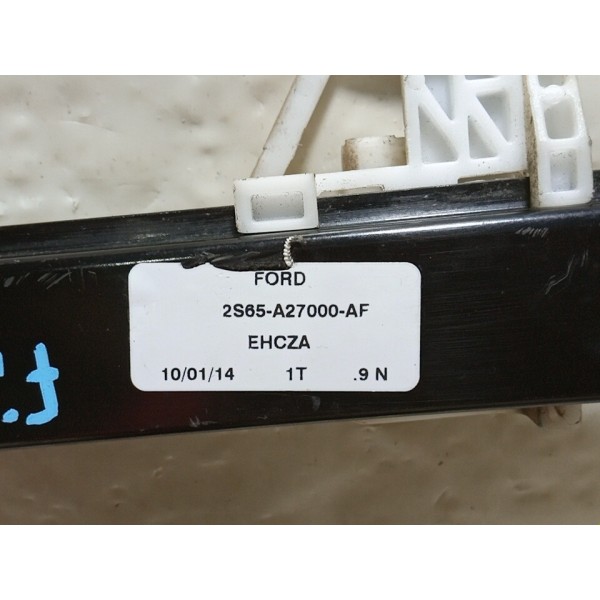 FORD
2S65-A27000-AF
EHCZA
10/01/14 1T .9 N